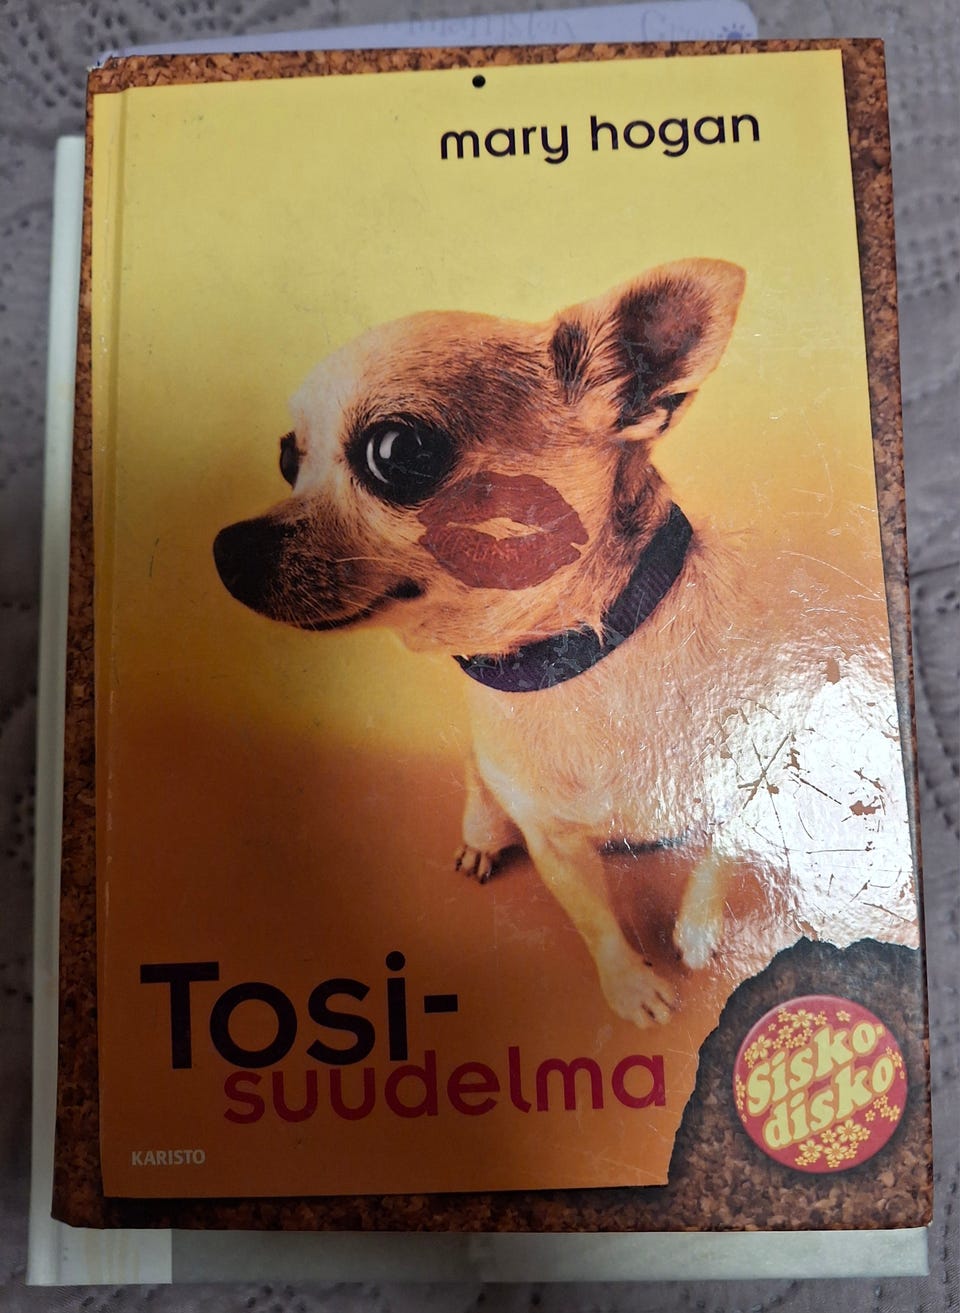 mary hogan
Tosi-
suudelma
KARISTO
Sisko-
disko